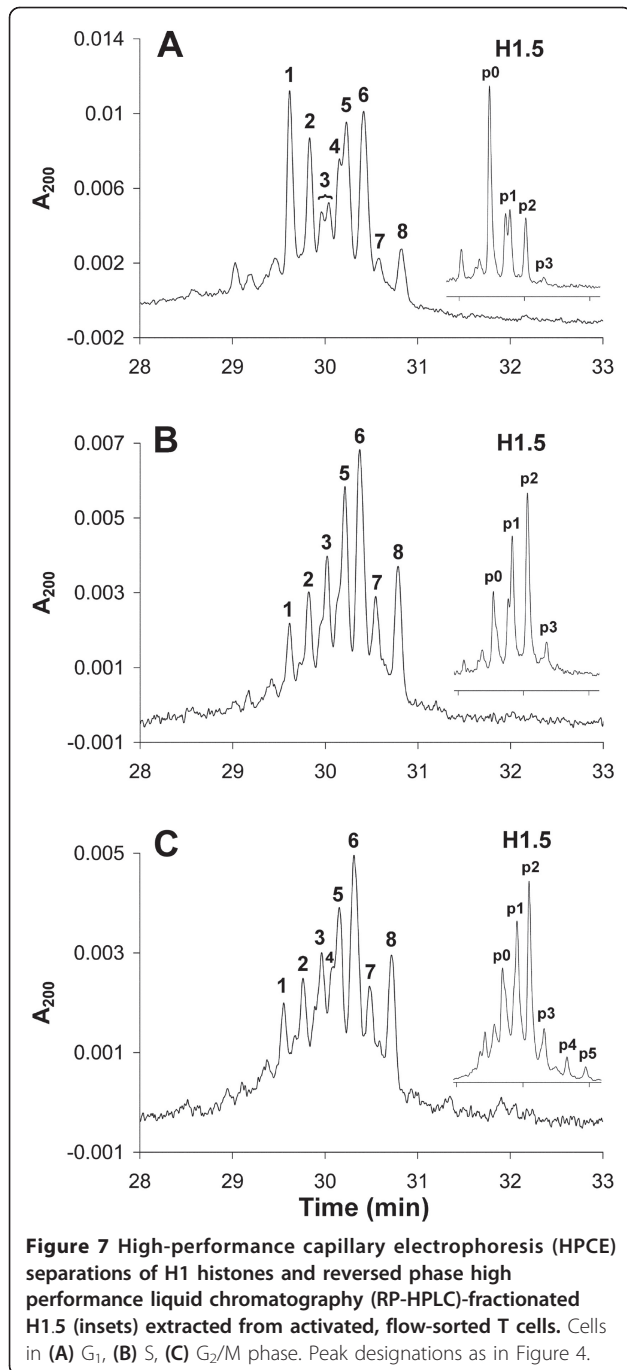 0.014
A
H1.5
0.01
0.006
0.002
-0.002
A₂₀₀
1
2
3
4
5
6
7
8
p0
p1
p2
p3
28 29 30 31 32 33
B
H1.5
0.007
0.005
0.003
0.001
-0.001
A₂₀₀
1
2
3
5
6
7
8
p0
p1
p2
p3
28 29 30 31 32 33
C
H1.5
0.005
0.003
0.001
-0.001
A₂₀₀
1
2
3
4
5
6
7
8
p0
p1
p2
p3
p4
p5
28 29 30 31 32 33
Time (min)
Figure 7 High-performance capillary electrophoresis (HPCE)
separations of H1 histones and reversed phase high
performance liquid chromatography (RP-HPLC)-fractionated
H1.5 (insets) extracted from activated, flow-sorted T cells. Cells
in (A) G₁, (B) S, (C) G₂/M phase. Peak designations as in Figure 4.